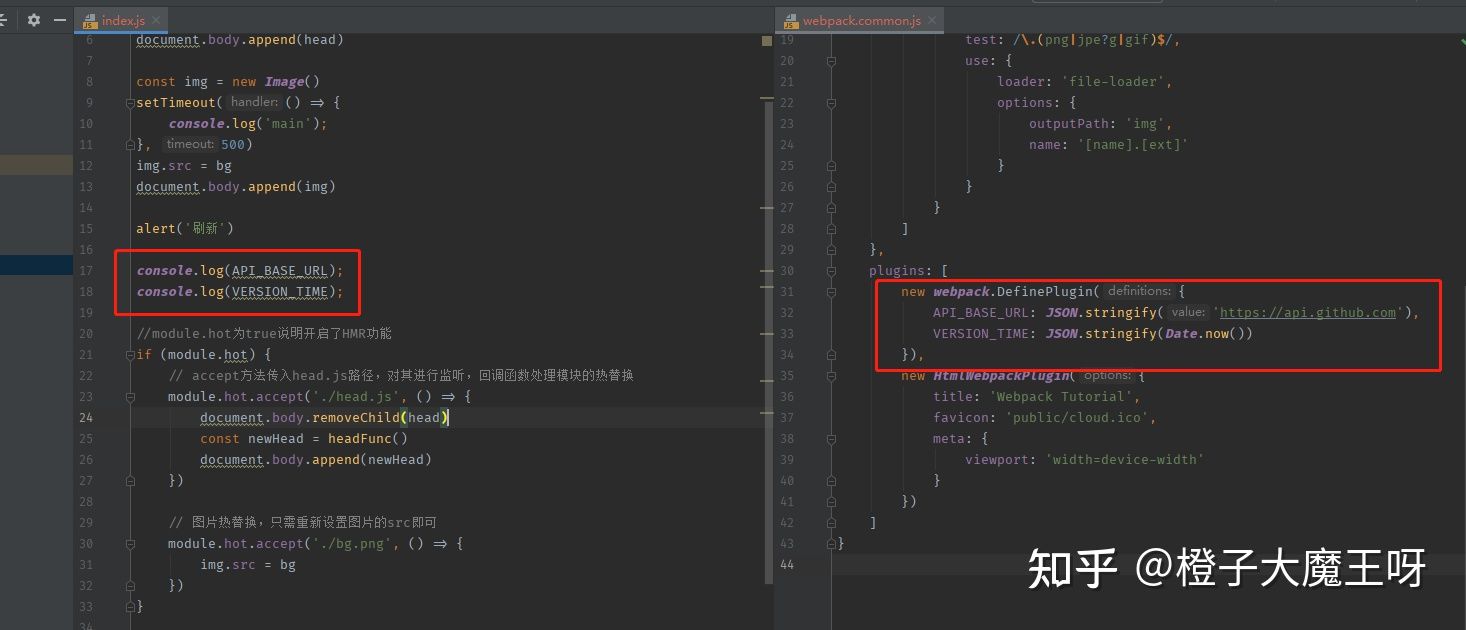 index.js
6 document.body.append(head)
7
8 const img = new Image()
9 setTimeout( handler: () => {
10 console.log('main');
11 }, timeout: 500)
12 img.src = bg
13 document.body.append(img)
14
15 alert('刷新')
16
17 console.log(API_BASE_URL);
18 console.log(VERSION_TIME);
19
20 //module.hot为true说明开启了HMR功能
21 if (module.hot) {
22 // accept方法传入head.js路径，对其进行监听，回调函数处理模块的热替换
23 module.hot.accept('./head.js', () => {
24 document.body.removeChild(head)
25 const newHead = headFunc()
26 document.body.append(newHead)
27 })
28
29 // 图片热替换，只需重新设置图片的src即可
30 module.hot.accept('./bg.png', () => {
31 img.src = bg
32 })
33 }
34
webpack.common.js
19 test: /\.(png|jpe?g|gif)$/,
20 use: {
21 loader: 'file-loader',
22 options: {
23 outputPath: 'img',
24 name: '[name].[ext]'
25 }
26 }
27 }
28 ]
29 },
30 plugins: [
31 new webpack.DefinePlugin( definitions: {
32 API_BASE_URL: JSON.stringify( value: 'https://api.github.com'),
33 VERSION_TIME: JSON.stringify(Date.now())
34 }),
35 new HtmlWebpackPlugin( options: {
36 title: 'Webpack Tutorial',
37 favicon: 'public/cloud.ico',
38 meta: {
39 viewport: 'width=device-width'
40 }
41 })
42 ]
43 }
44
知乎 @橙子大魔王呀